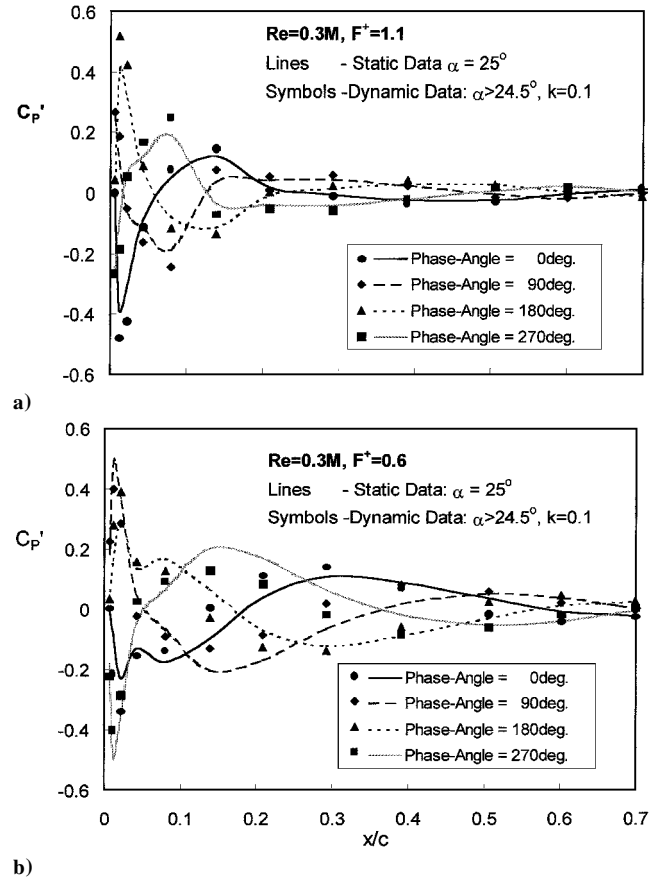 0.6
Re=0.3M, F⁺=1.1
Lines - Static Data α = 25°
Symbols -Dynamic Data: α>24.5°, k=0.1
0.4
Cₚ'
0.2
0
-0.2
Phase-Angle = 0deg.
Phase-Angle = 90deg.
Phase-Angle = 180deg.
Phase-Angle = 270deg.
-0.4
-0.6
a)
0.6
Re=0.3M, F⁺=0.6
Lines - Static Data: α = 25°
Symbols -Dynamic Data: α>24.5°, k=0.1
0.4
Cₚ'
0.2
0
-0.2
Phase-Angle = 0deg.
Phase-Angle = 90deg.
Phase-Angle = 180deg.
Phase-Angle = 270deg.
-0.4
-0.6
0 0.1 0.2 0.3 0.4 0.5 0.6 0.7
x/c
b)